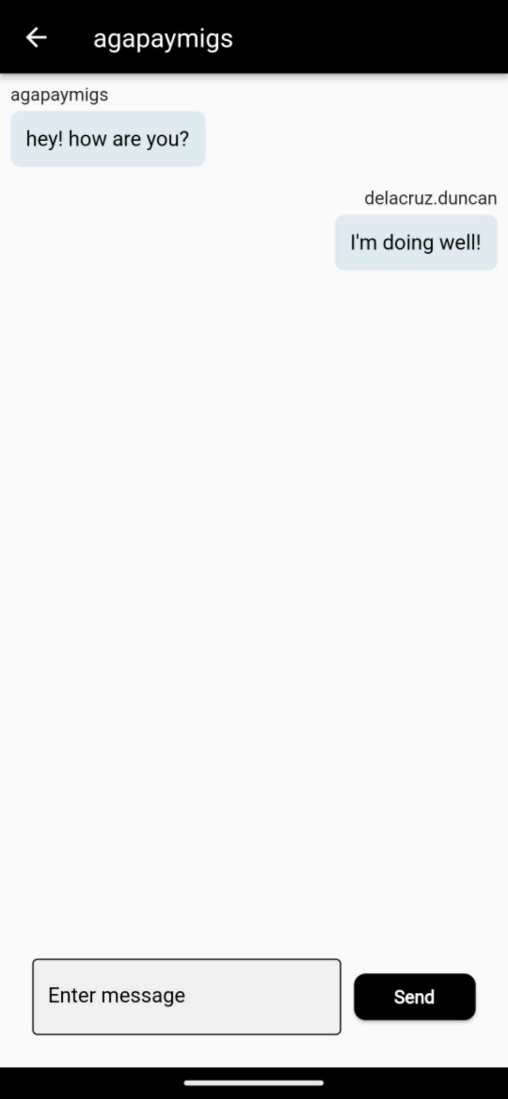 agapaymigs
agapaymigs
hey! how are you?
delacruz.duncan
I'm doing well!
Enter message
Send